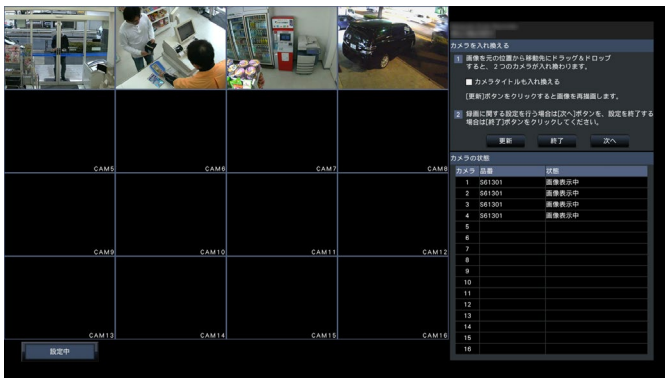 カメラを入れ換える
1 画像を元の位置から移動先にドラッグ&ドロップ
すると、2つのカメラが入れ換わります。
カメラタイトルも入れ換える
[更新]ボタンをクリックすると画像を再描画します。
2 録画に関する設定を行う場合は[次へ]ボタンを、設定を終了する
場合は[終了]ボタンをクリックしてください。
更新 終了 次へ
カメラの状態
カメラ 品番 状態
1 S61301 画像表示中
2 S61301 画像表示中
3 S61301 画像表示中
4 S61301 画像表示中
5
6
7
8
9
10
11
12
13
14
15
16
CAM5 CAM6 CAM7 CAM8
CAM9 CAM10 CAM11 CAM12
CAM13 CAM14 CAM15 CAM16
設定中